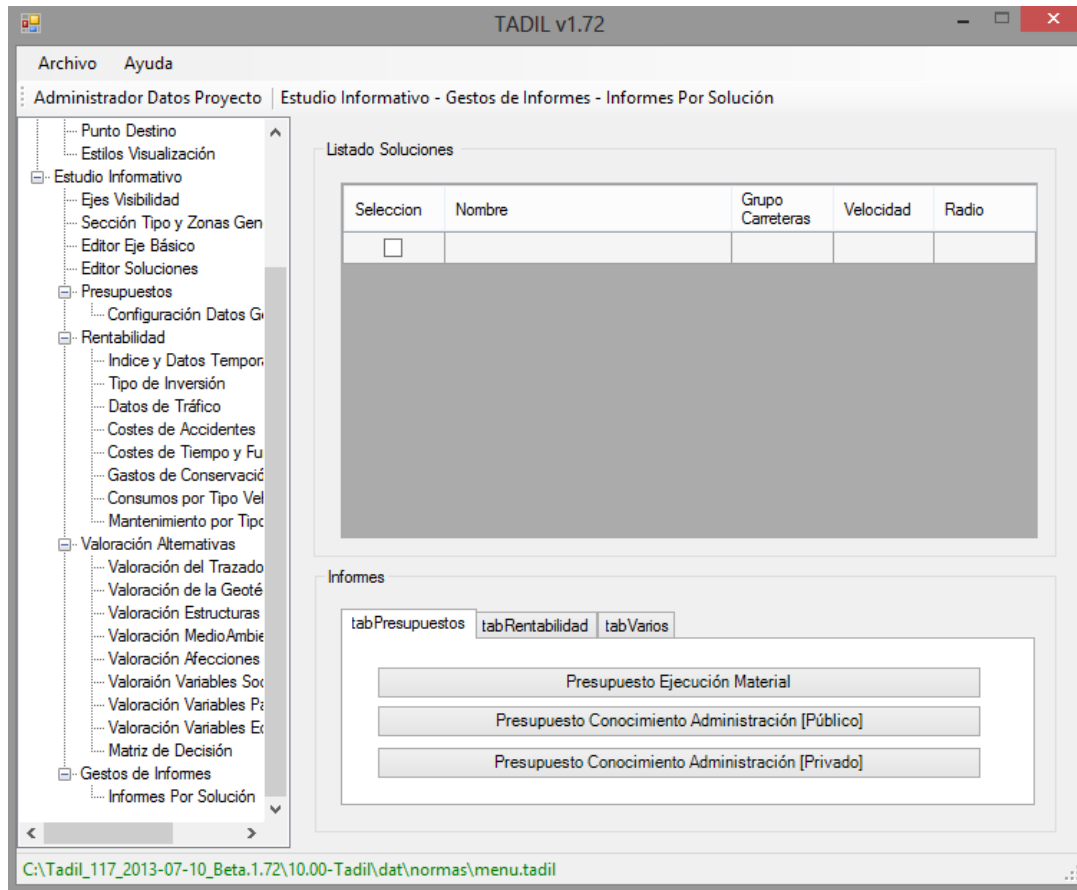 TADIL v1.72
Archivo Ayuda
Administrador Datos Proyecto Estudio Informativo - Gestos de Informes - Informes Por Solución
Punto Destino
Estilos Visualización
Estudio Informativo
Ejes Visibilidad
Sección Tipo y Zonas Gen
Editor Eje Básico
Editor Soluciones
Presupuestos
Configuración Datos G
Rentabilidad
Indice y Datos Tempor
Tipo de Inversión
Datos de Tráfico
Costes de Accidentes
Costes de Tiempo y Fu
Gastos de Conservació
Consumos por Tipo Veh
Mantenimiento por Tipo
Valoración Alternativas
Valoración del Trazado
Valoración de la Geoté
Valoración Estructuras
Valoración MedioAmbie
Valoración Afecciones
Valoraión Variables Soc
Valoración Variables Pa
Valoración Variables Ec
Matriz de Decisión
Gestos de Informes
Informes Por Solución
Listado Soluciones
Seleccion Nombre Grupo Carreteras Velocidad Radio
Informes
tabPresupuestos tabRentabilidad tabVarios
Presupuesto Ejecución Material
Presupuesto Conocimiento Administración [Público]
Presupuesto Conocimiento Administración [Privado]
C:\Tadil_117_2013-07-10_Beta.1.72\10.00-Tadil\dat\normas\menu.tadil